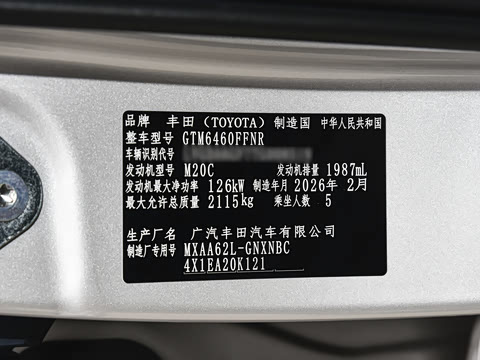 品牌 丰田（TOYOTA）制造国 中华人民共和国
整车型号 GTM6460FFNR
车辆识别代号
发动机型号 M20C 发动机排量 1987mL
发动机最大净功率 126kW 制造年月 2026年 2月
最大允许总质量 2115kg 乘坐人数 5
生产厂名 广汽丰田汽车有限公司
制造厂专用号 MXAA62L-GNXNBC
4X1EA20K121